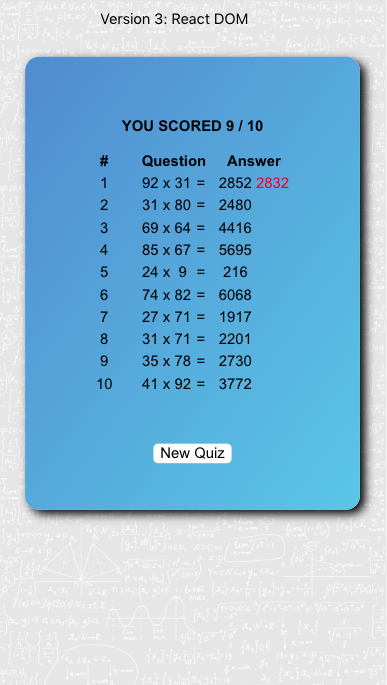 Version 3: React DOM
YOU SCORED 9 / 10
# Question Answer
1 92 x 31 = 2852 2832
2 31 x 80 = 2480
3 69 x 64 = 4416
4 85 x 67 = 5695
5 24 x 9 = 216
6 74 x 82 = 6068
7 27 x 71 = 1917
8 31 x 71 = 2201
9 35 x 78 = 2730
10 41 x 92 = 3772
New Quiz